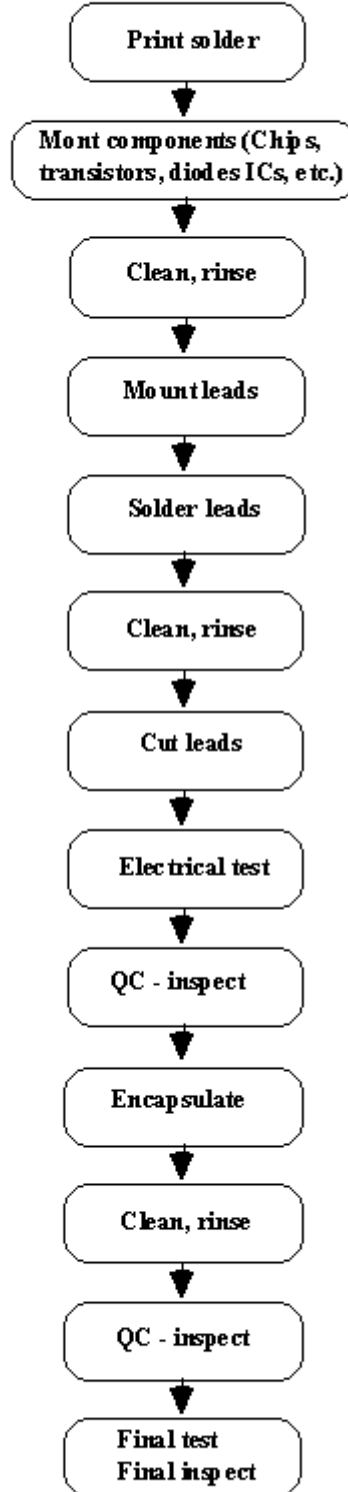 Print solder
Mont components (Chips,
transistors, diodes ICs, etc.)
Clean, rinse
Mount leads
Solder leads
Clean, rinse
Cut leads
Electrical test
QC - inspect
Encapsulate
Clean, rinse
QC - inspect
Final test
Final inspect